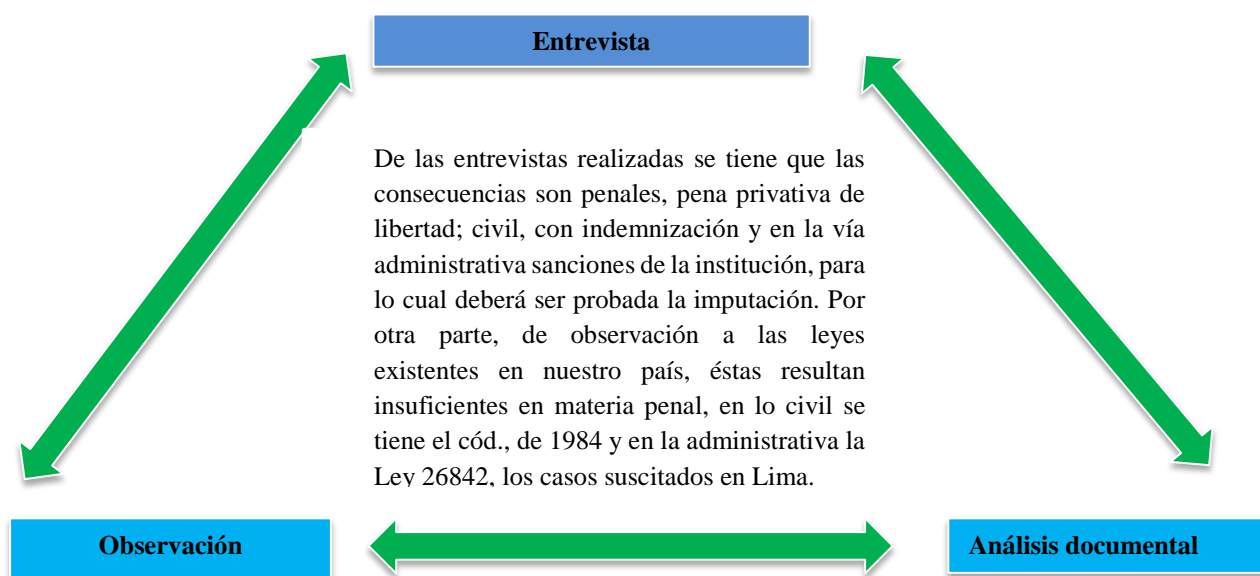 Entrevista
De las entrevistas realizadas se tiene que las
consecuencias son penales, pena privativa de
libertad; civil, con indemnización y en la vía
administrativa sanciones de la institución, para
lo cual deberá ser probada la imputación. Por
otra parte, de observación a las leyes
existentes en nuestro país, éstas resultan
insuficientes en materia penal, en lo civil se
tiene el cód., de 1984 y en la administrativa la
Ley 26842, los casos suscitados en Lima.
Observación
Análisis documental